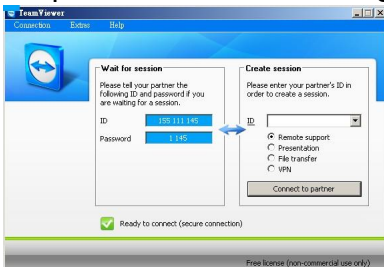 TeamViewer
Connection Extras Help
Wait for session
Please tell your partner the
following ID and password if you
are waiting for a session.
ID 155 111 145
Password 1 145
Create session
Please enter your partner's ID in
order to create a session.
ID
Remote support
Presentation
File transfer
VPN
Connect to partner
Ready to connect (secure connection)
Free license (non-commercial use only)